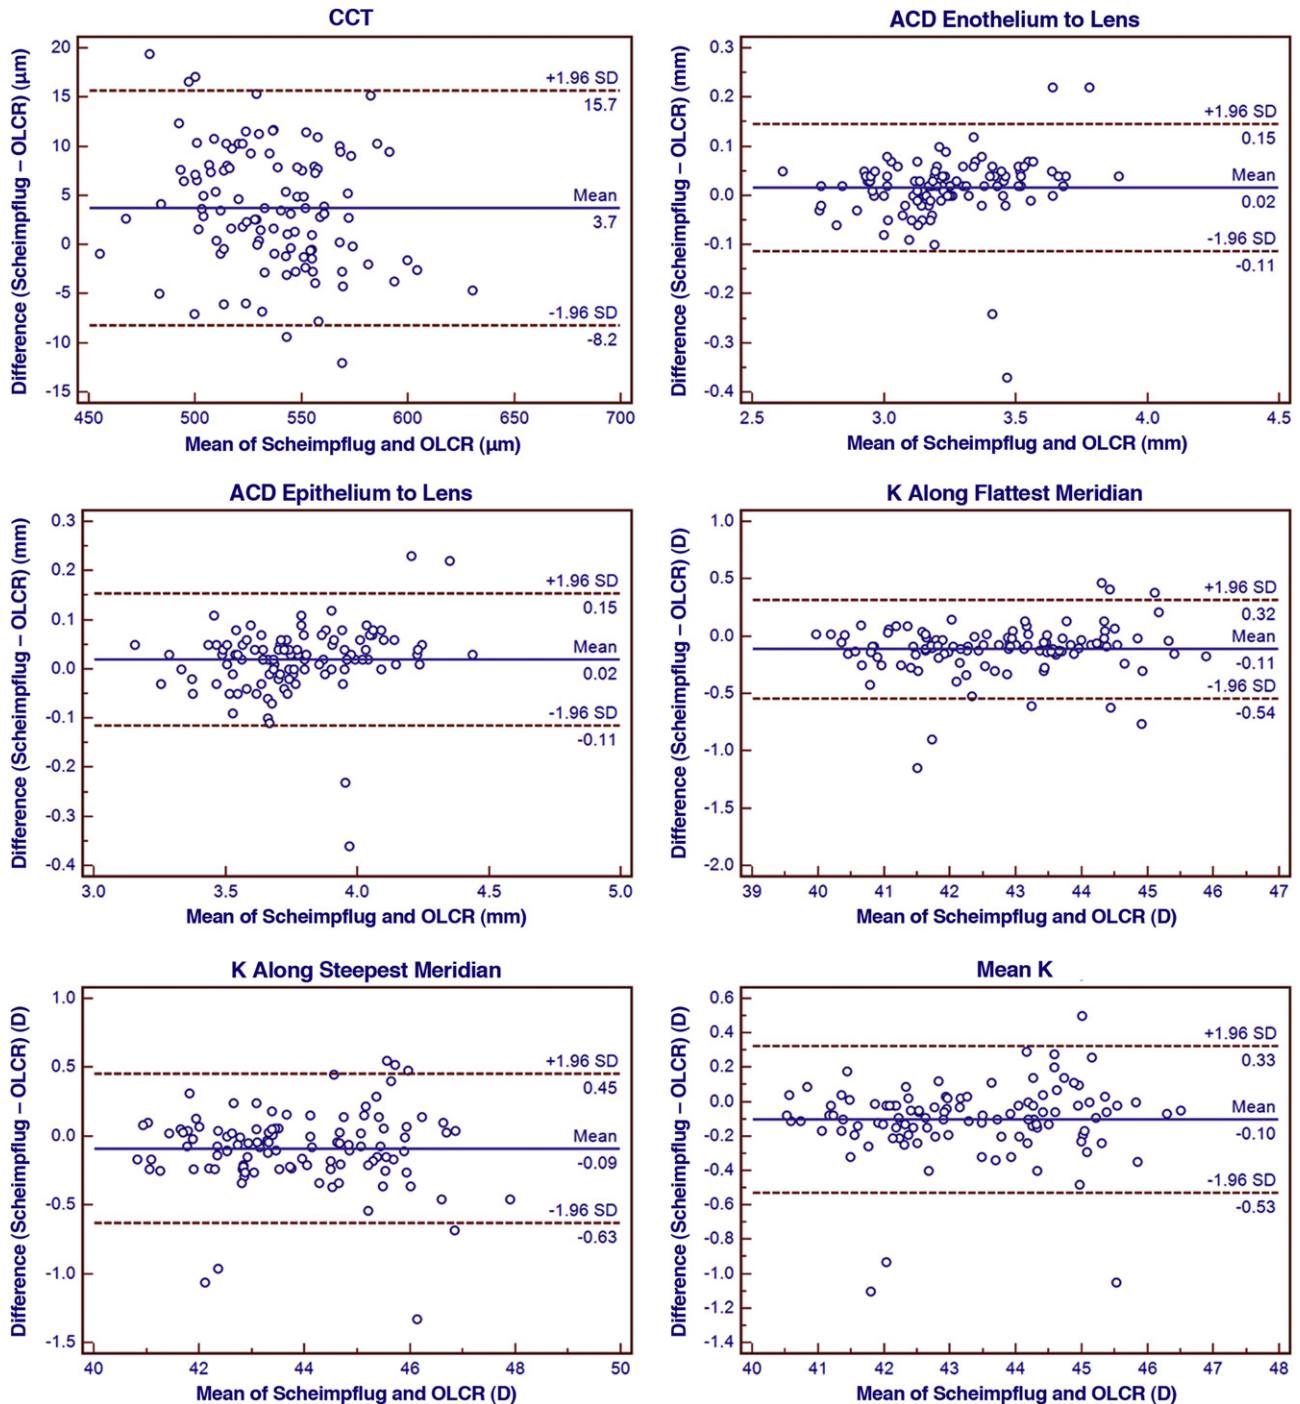 CCT
Difference (Scheimpflug – OLCR) (µm)
20
15
10
5
0
-5
-10
-15
+1.96 SD
15.7
Mean
3.7
-1.96 SD
-8.2
450 500 550 600 650 700
Mean of Scheimpflug and OLCR (µm)
ACD Enothelium to Lens
Difference (Scheimpflug – OLCR) (mm)
0.3
0.2
0.1
0.0
-0.1
-0.2
-0.3
-0.4
+1.96 SD
0.15
Mean
0.02
-1.96 SD
-0.11
2.5 3.0 3.5 4.0 4.5
Mean of Scheimpflug and OLCR (mm)
ACD Epithelium to Lens
Difference (Scheimpflug – OLCR) (mm)
0.3
0.2
0.1
0.0
-0.1
-0.2
-0.3
-0.4
+1.96 SD
0.15
Mean
0.02
-1.96 SD
-0.11
3.0 3.5 4.0 4.5 5.0
Mean of Scheimpflug and OLCR (mm)
K Along Flattest Meridian
Difference (Scheimpflug – OLCR) (D)
1.0
0.5
0.0
-0.5
-1.0
-1.5
-2.0
+1.96 SD
0.32
Mean
-0.11
-1.96 SD
-0.54
39 40 41 42 43 44 45 46 47
Mean of Scheimpflug and OLCR (D)
K Along Steepest Meridian
Difference (Scheimpflug – OLCR) (D)
1.0
0.5
0.0
-0.5
-1.0
-1.5
+1.96 SD
0.45
Mean
-0.09
-1.96 SD
-0.63
40 42 44 46 48 50
Mean of Scheimpflug and OLCR (D)
Mean K
Difference (Scheimpflug – OLCR) (D)
0.6
0.4
0.2
0.0
-0.2
-0.4
-0.6
-0.8
-1.0
-1.2
-1.4
+1.96 SD
0.33
Mean
-0.10
-1.96 SD
-0.53
40 41 42 43 44 45 46 47 48
Mean of Scheimpflug and OLCR (D)